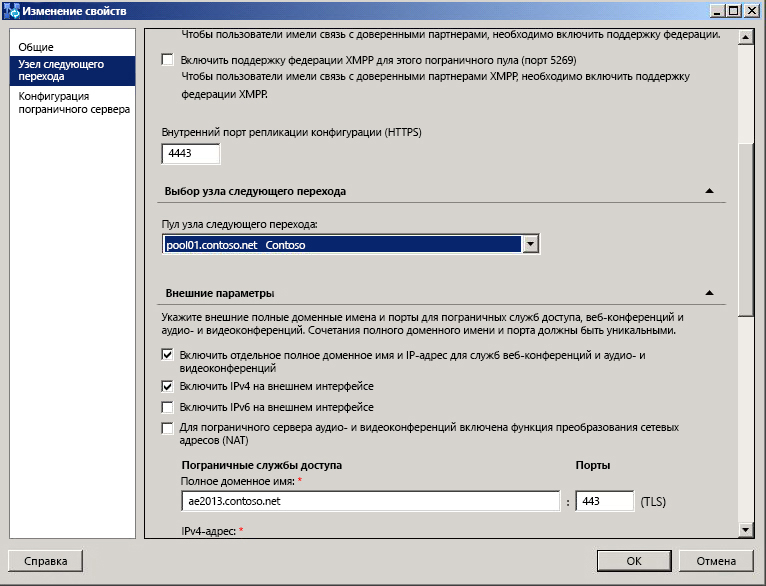 Изменение свойств
Общие
Узел следующего
перехода
Конфигурация
пограничного сервера
Чтобы пользователи имели связь с доверенными партнерами, необходимо включить поддержку федерации.
Включить поддержку федерации XMPP для этого пограничного пула (порт 5269)
Чтобы пользователи имели связь с доверенными партнерами XMPP, необходимо включить поддержку
федерации XMPP.
Внутренний порт репликации конфигурации (HTTPS)
4443
Выбор узла следующего перехода
Пул узла следующего перехода:
pool01.contoso.net Contoso
Внешние параметры
Укажите внешние полные доменные имена и порты для пограничных служб доступа, веб-конференций и
аудио- и видеоконференций. Сочетания полного доменного имени и порта должны быть уникальными.
Включить отдельное полное доменное имя и IP-адрес для служб веб-конференций и аудио- и
видеоконференций
Включить IPv4 на внешнем интерфейсе
Включить IPv6 на внешнем интерфейсе
Для пограничного сервера аудио- и видеоконференций включена функция преобразования сетевых
адресов (NAT)
Пограничные службы доступа Порты
Полное доменное имя: *
ae2013.contoso.net : 443 (TLS)
IPv4-адрес: *
Справка ОК Отмена